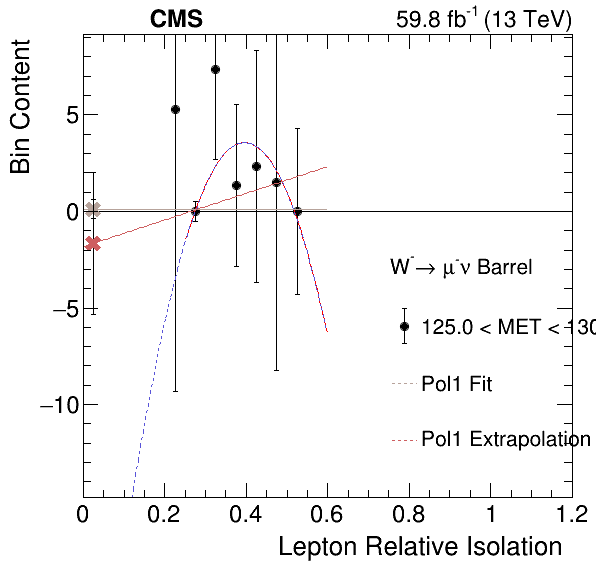 CMS 59.8 fb⁻¹ (13 TeV)
Bin Content
5
0
−5
−10
W⁻→ μ⁻ν Barrel
125.0 < MET < 130
Pol1 Fit
Pol1 Extrapolation
0 0.2 0.4 0.6 0.8 1 1.2
Lepton Relative Isolation